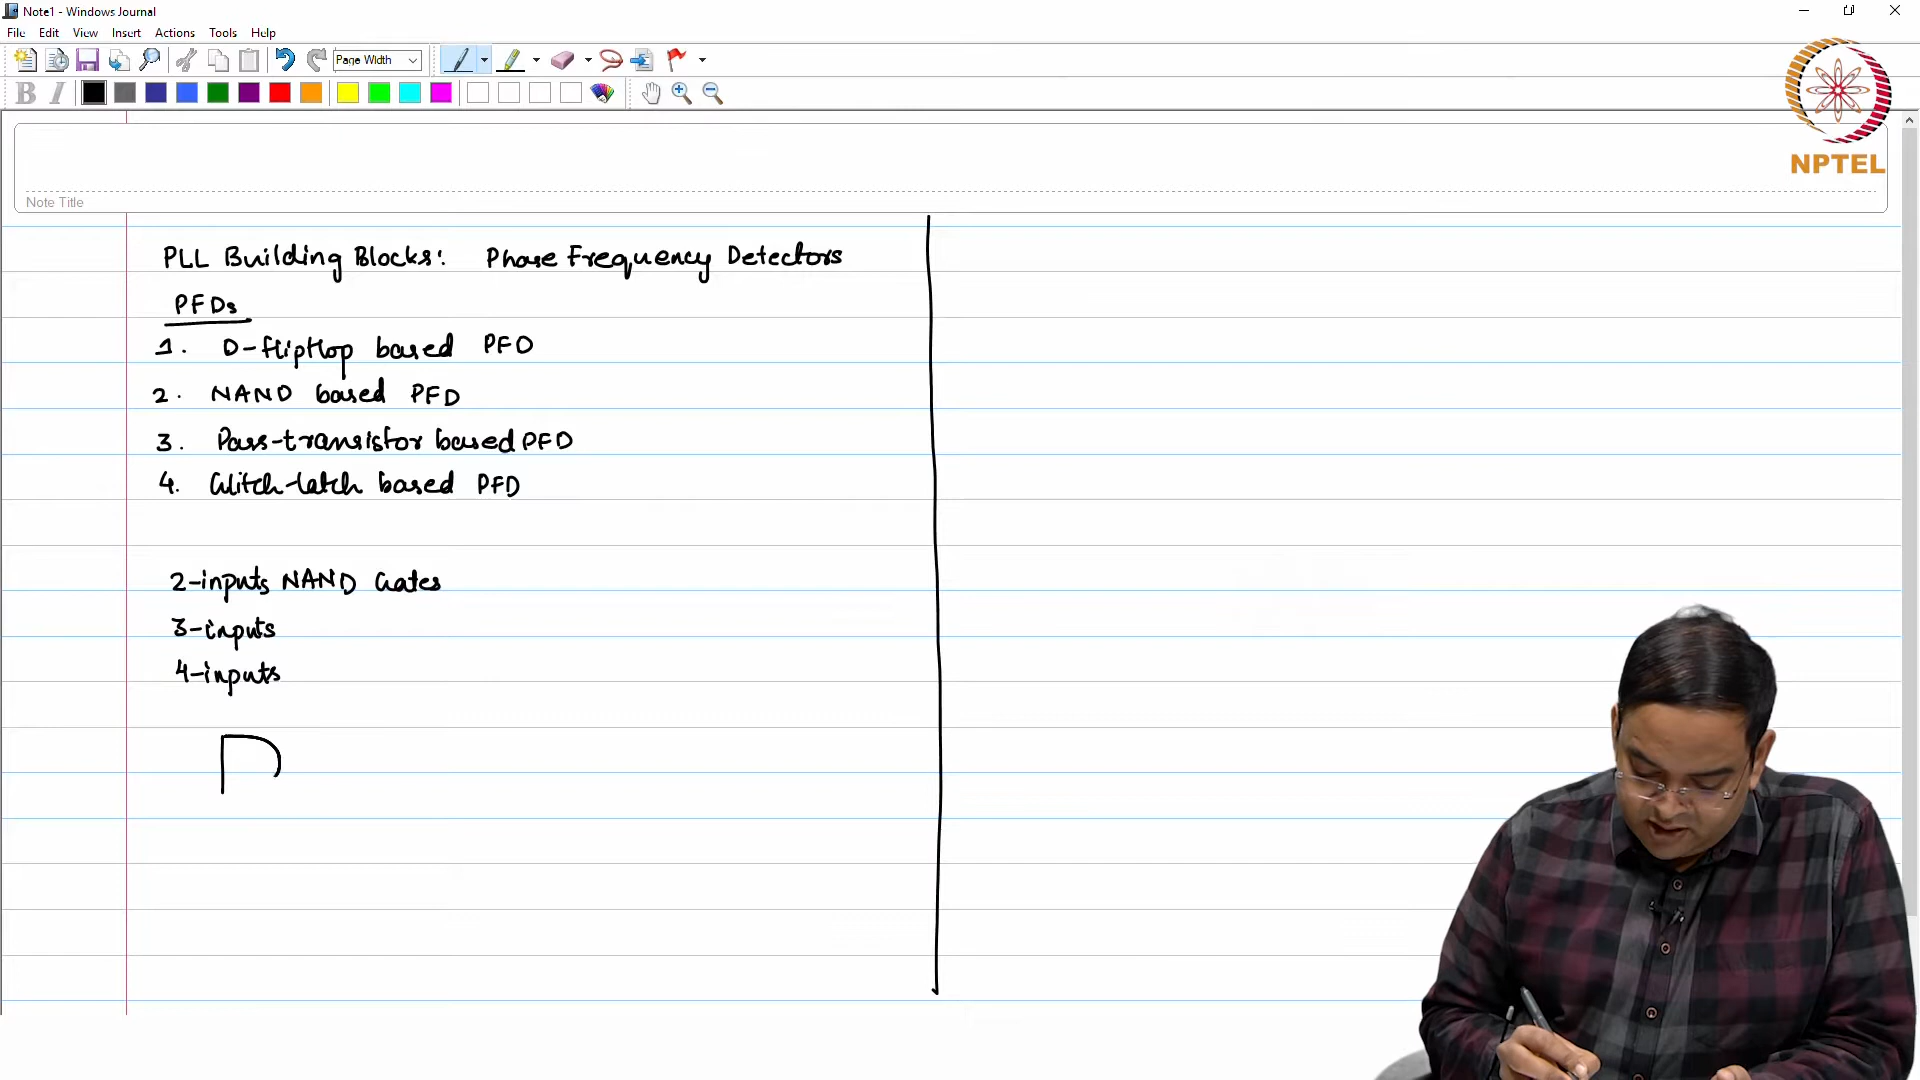 Note1 - Windows Journal
File Edit View Insert Actions Tools Help
Page Width
B I
NPTEL
Note Title
PLL Building Blocks: Phase Frequency Detectors
PFDs
1. D-flipflop based PFD
2. NAND based PFD
3. Pass-transistor based PFD
4. Glitch-latch based PFD
2-inputs NAND Gates
3-inputs
4-inputs